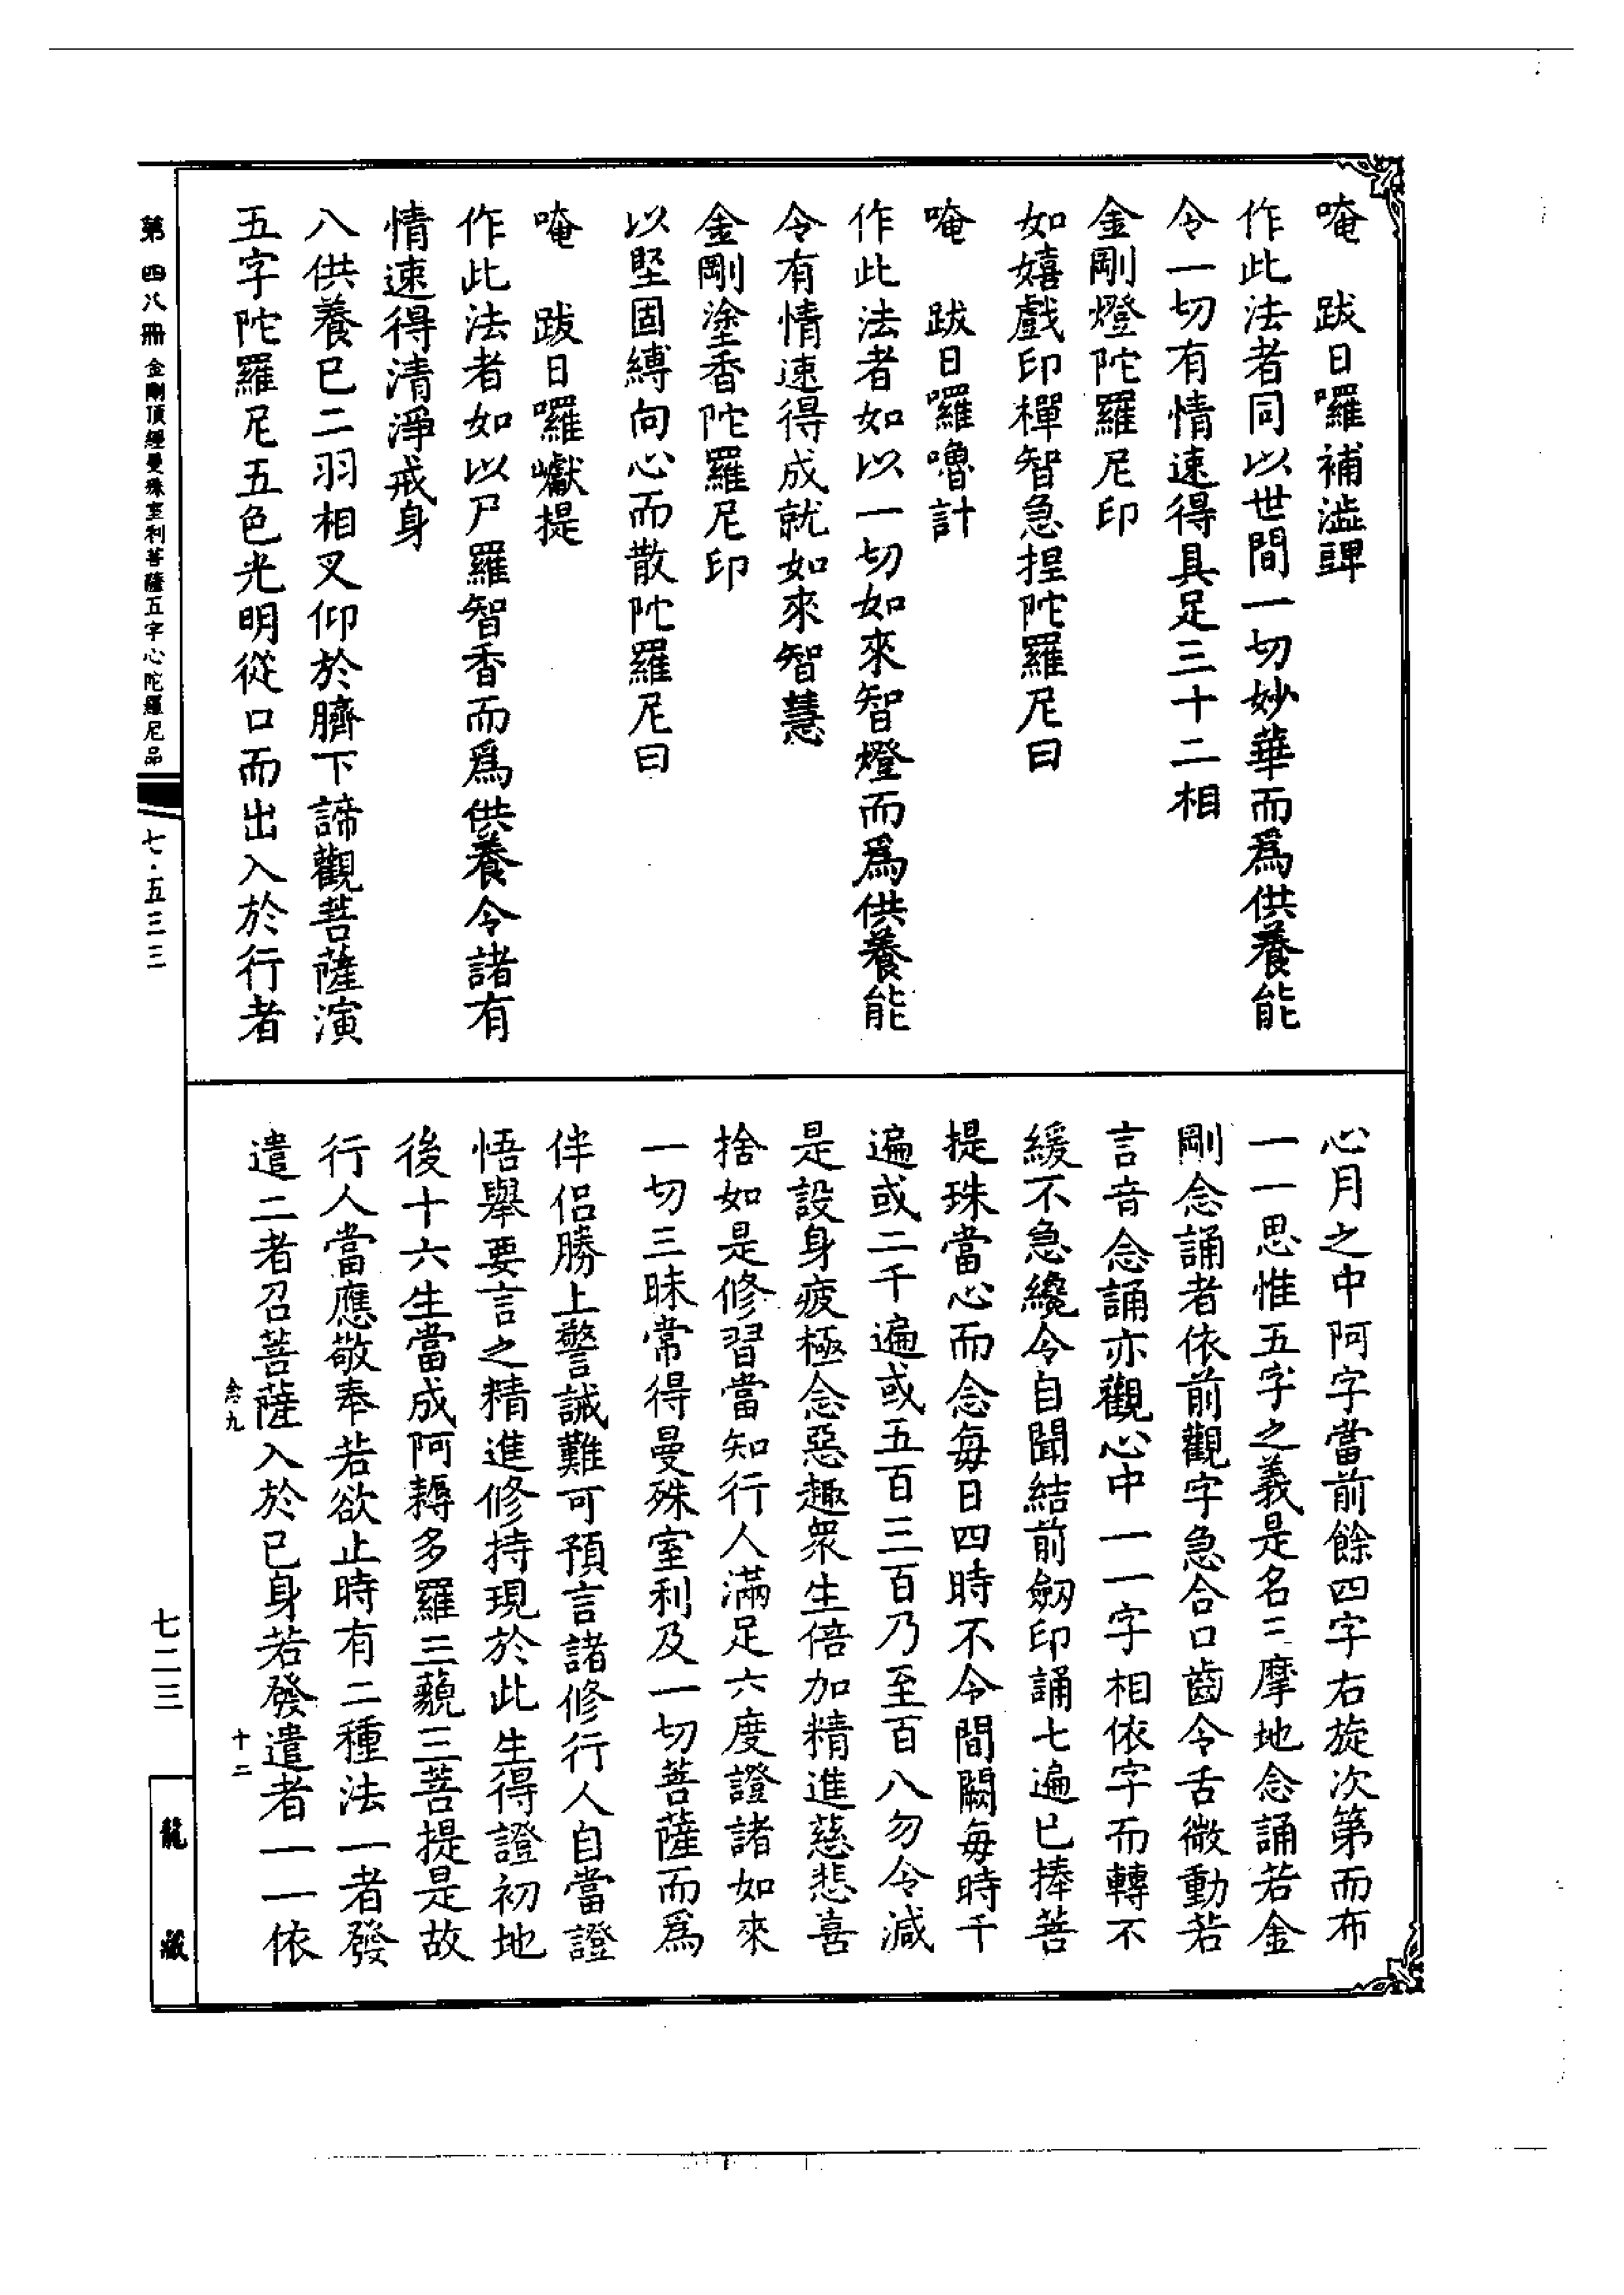 唵　跋日囉補澁𨋎
作此法者同以世間一切妙華而爲供養能
令一切有情速得具足三十二相
金剛燈陀羅尼印
如嬉戲印禪智急捏陀羅尼曰
唵　跋日囉嚕計
作此法者如以一切如來智燈而爲供養能
令有情速得成就如來智慧
金剛塗香陀羅尼印
以堅固縛向心而散陀羅尼曰
唵　跋日囉巘提
作此法者如以尸羅智香而爲供養令諸有
情速得清淨戒身
八供養已二羽相叉仰於臍下諦觀菩薩演
五字陀羅尼五色光明從口而出入於行者
心月之中阿字當前餘四字右旋次第而布
一一思惟五字之義是名三摩地念誦若金
剛念誦者依前觀字急合口齒令舌微動若
言音念誦亦觀心中一一字相依字而轉不
緩不急纔令自聞結前劒印誦七遍已捧菩
提珠當心而念每日四時不令間闕每時千
遍或二千遍或五百三百乃至百八勿令減
是設身疲極念惡趣衆生倍加精進慈悲喜
捨如是修習當知行人滿足六度證諸如來
一切三昧常得曼殊室利及一切菩薩而爲
伴侶勝上警誡難可預言諸修行人自當證
悟舉要言之精進修持現於此生得證初地
後十六生當成阿耨多羅三藐三菩提是故
行人當應敬奉若欲止時有二種法一者發
遣二者召菩薩入於已身若發遣者一一依
念九
十二
第四八冊 金剛頂經曼殊室利菩薩五字心陀羅尼品
七·五三三
七二三
龍藏